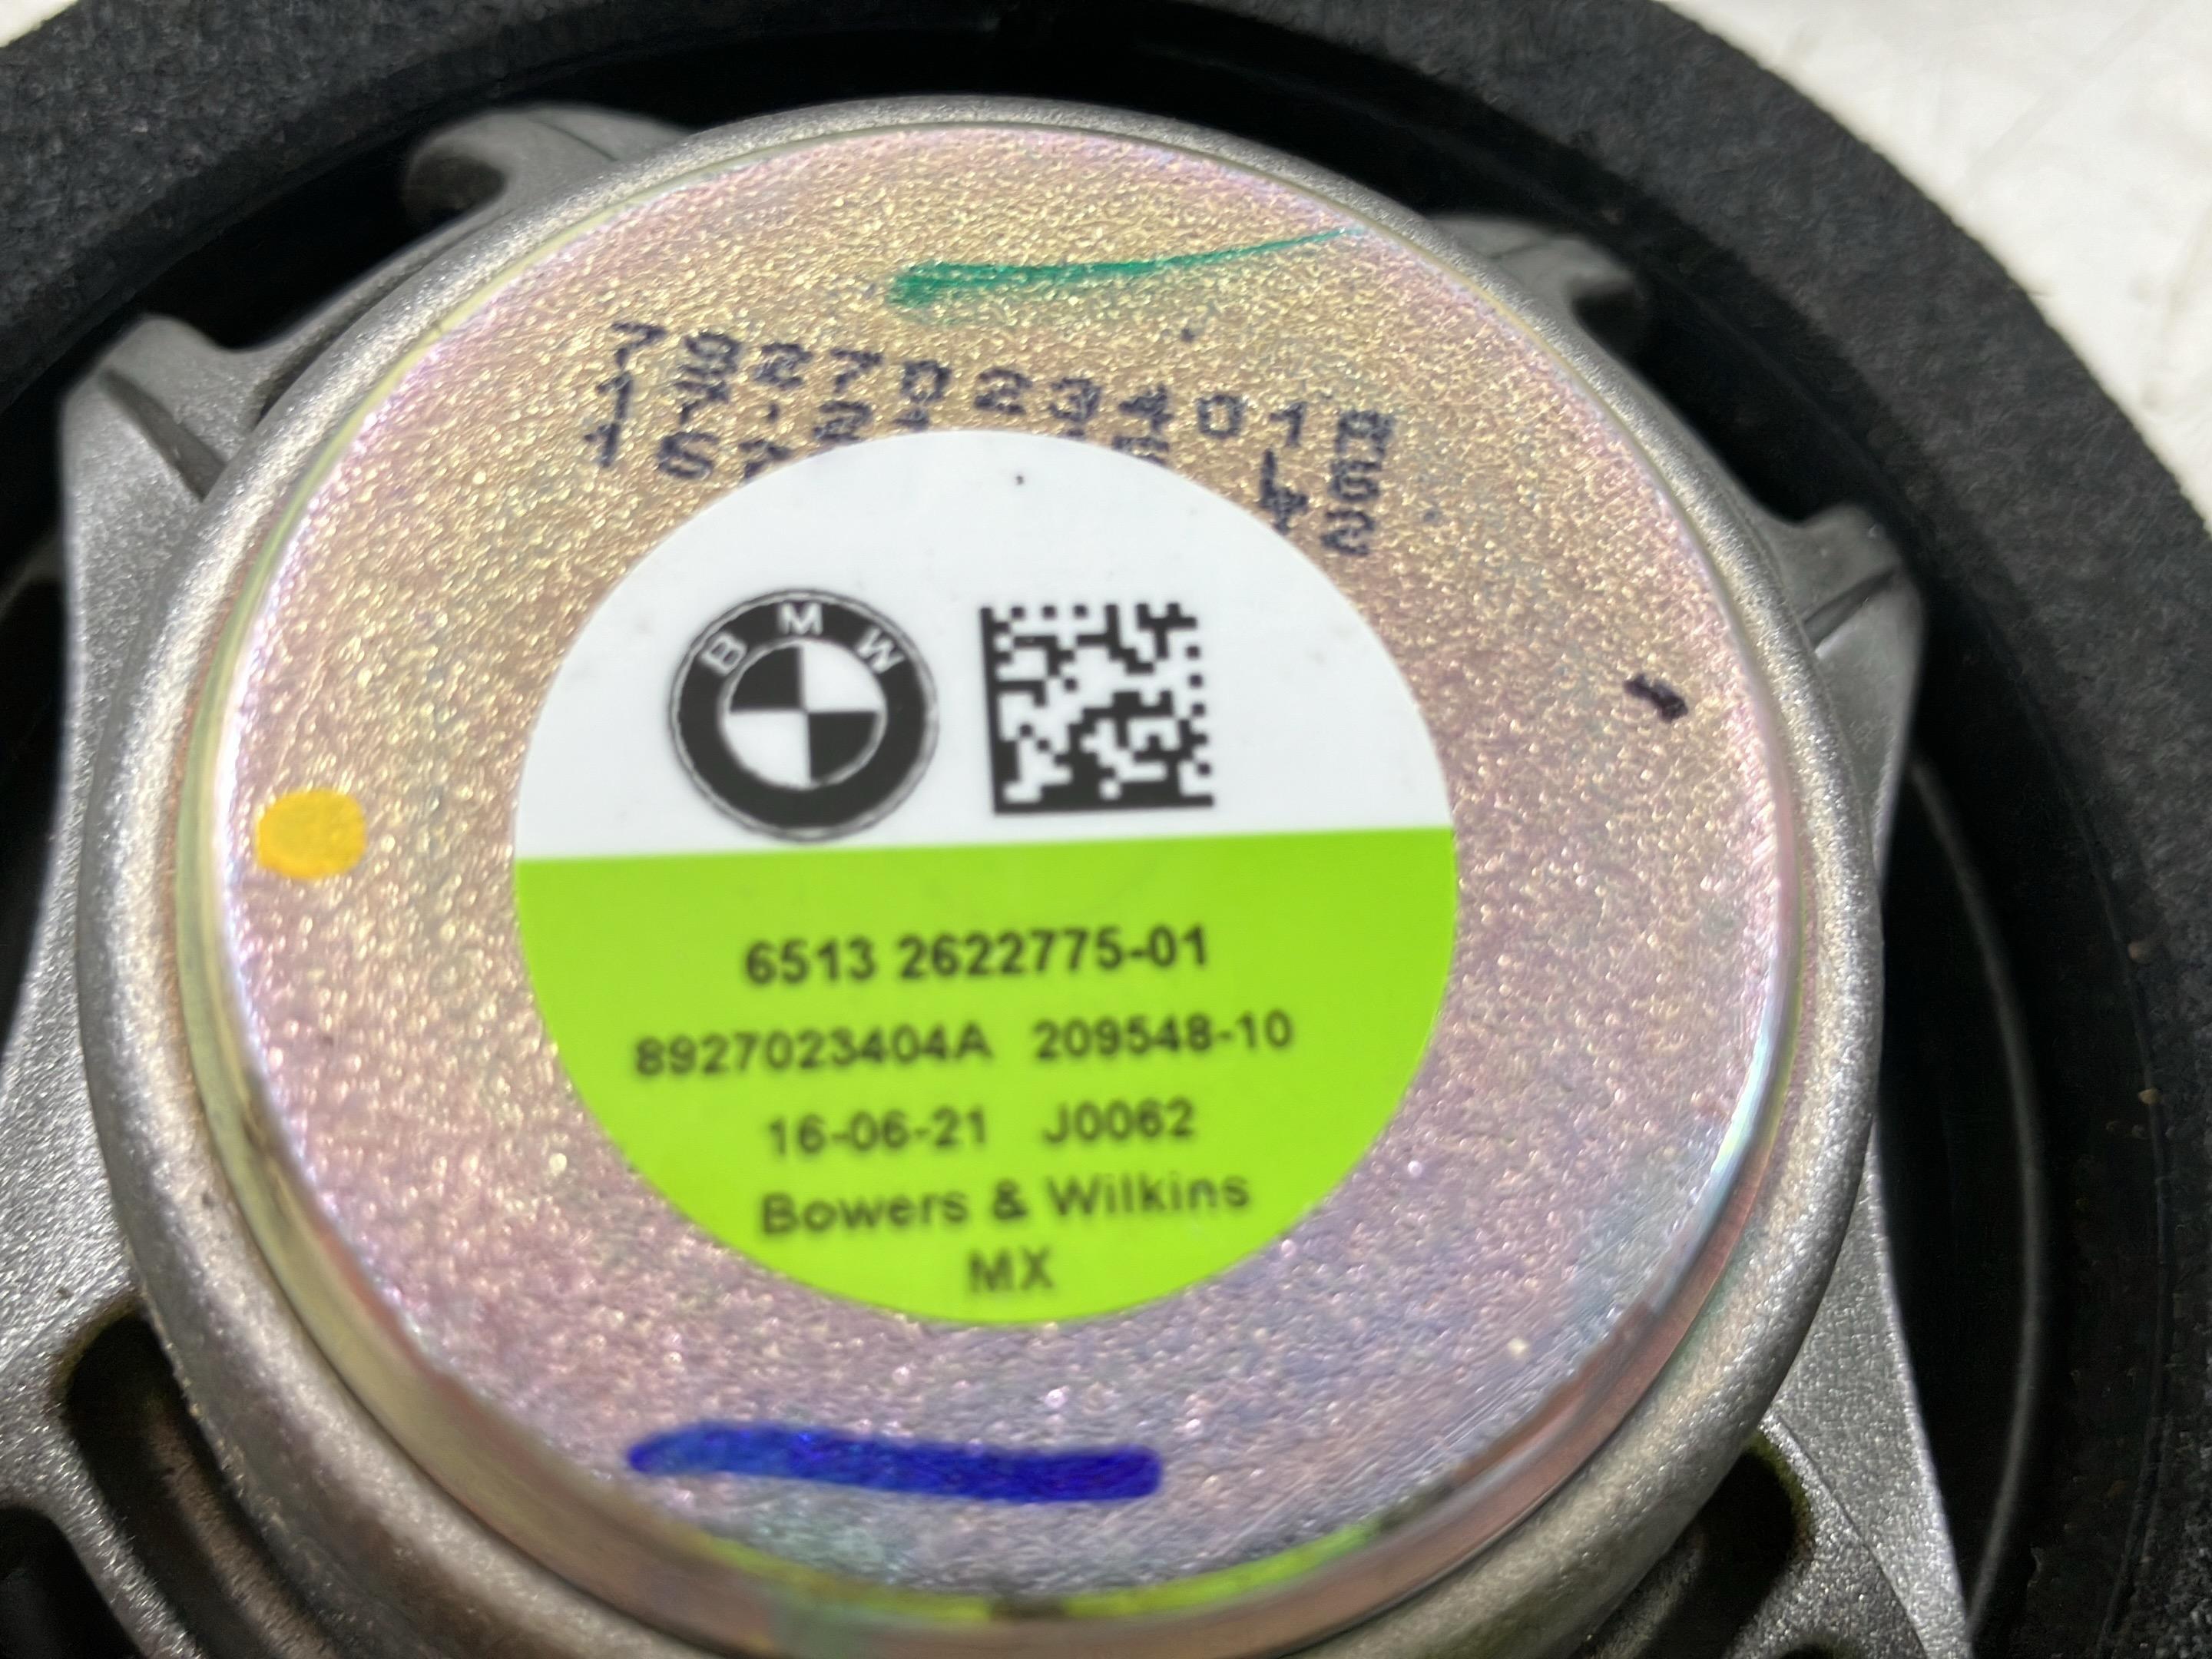 BMW
6513 2622775-01
8927023404A 209548-10
16-06-21 J0062
Bowers & Wilkins
MX